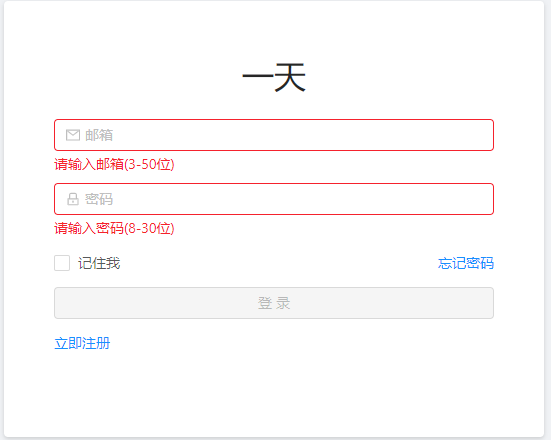 一天
邮箱
请输入邮箱(3-50位)
密码
请输入密码(8-30位)
记住我 忘记密码
登 录
立即注册